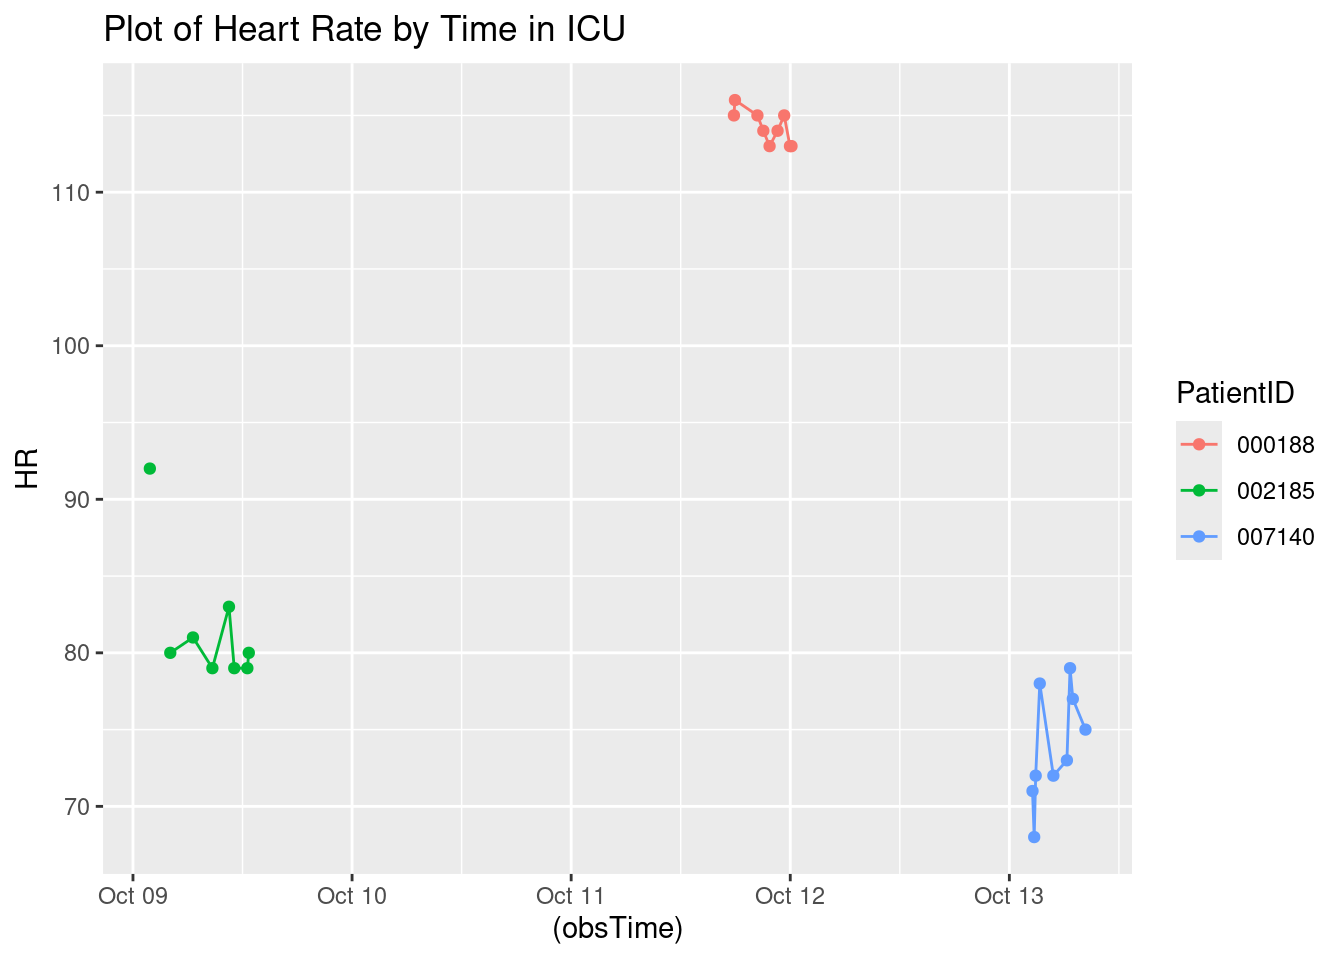 Plot of Heart Rate by Time in ICU
HR
110
100
90
80
70
Oct 09
Oct 10
Oct 11
Oct 12
Oct 13
(obsTime)
PatientID
000188
002185
007140